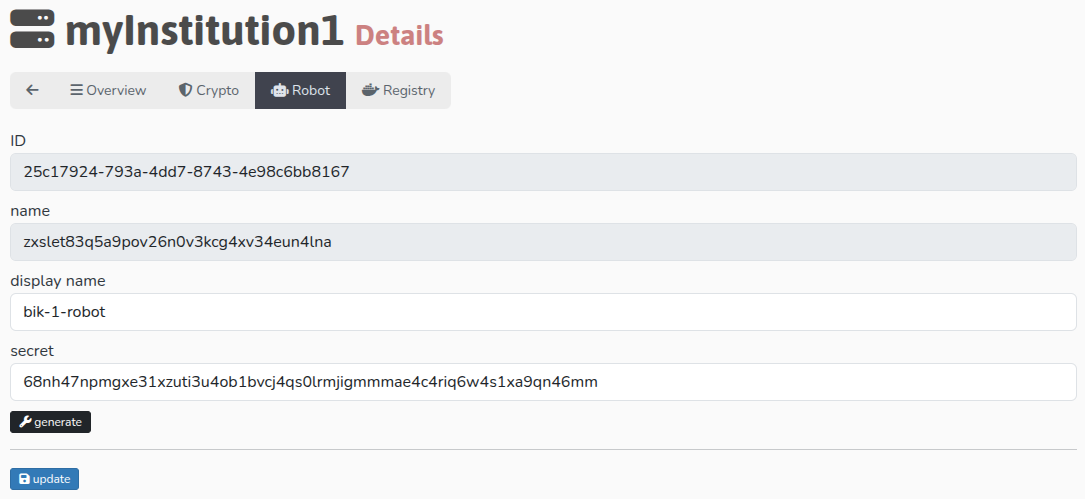 myInstitution1 Details
Overview Crypto Robot Registry
ID
25c17924-793a-4dd7-8743-4e98c6bb8167
name
zxslet83q5a9pov26n0v3kcg4xv34eun4lna
display name
bik-1-robot
secret
68nh47npmgxe31xzuti3u4ob1bvcj4qs0lrmjigmmmae4c4riq6w4s1xa9qn46mm
generate
update